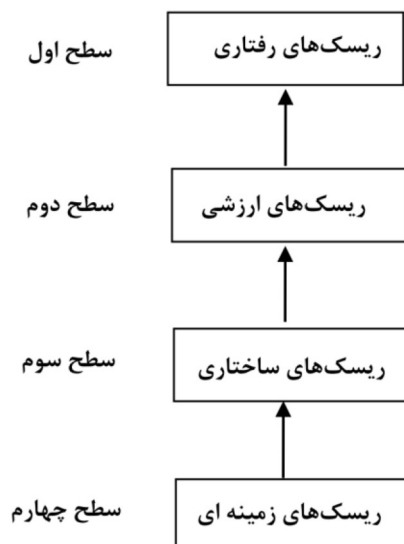 ریسک‌های رفتاری سطح اول
ریسک‌های ارزشی سطح دوم
ریسک‌های ساختاری سطح سوم
ریسک‌های زمینه ای سطح چهارم